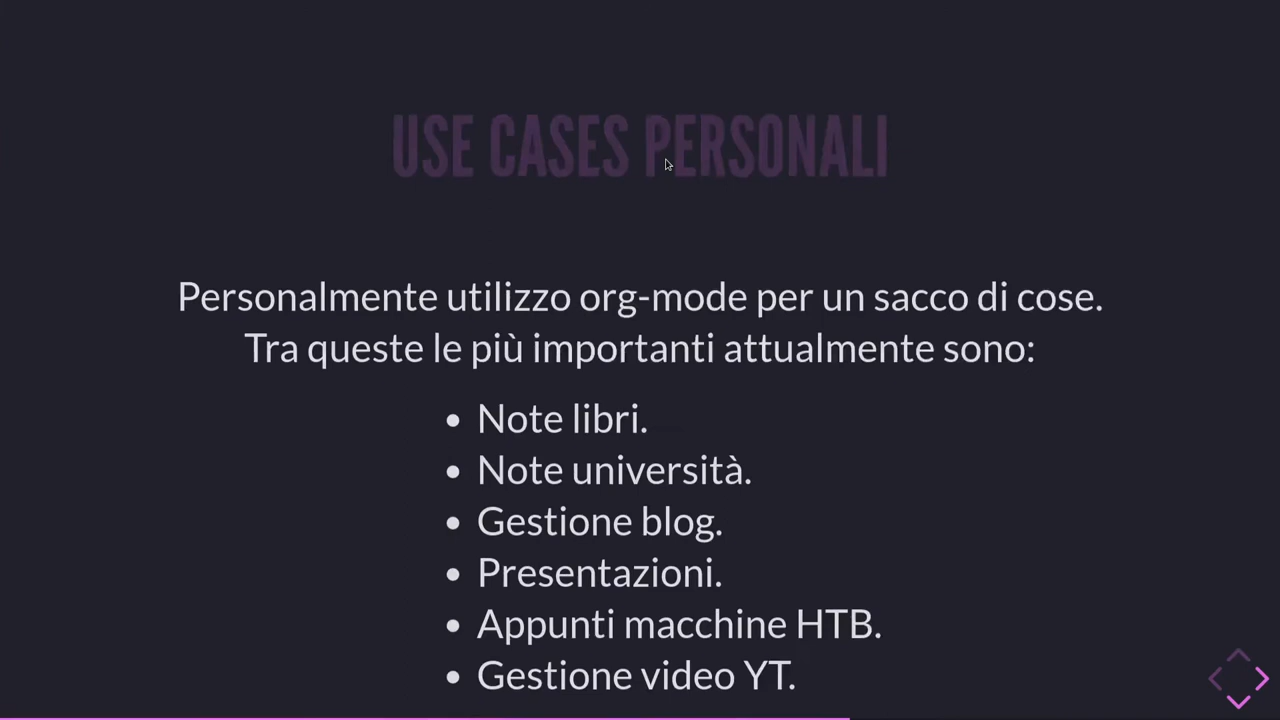 USE CASES PERSONALI
Personalmente utilizzo org-mode per un sacco di cose.
Tra queste le più importanti attualmente sono:
• Note libri.
• Note università.
• Gestione blog.
• Presentazioni.
• Appunti macchine HTB.
• Gestione video YT.